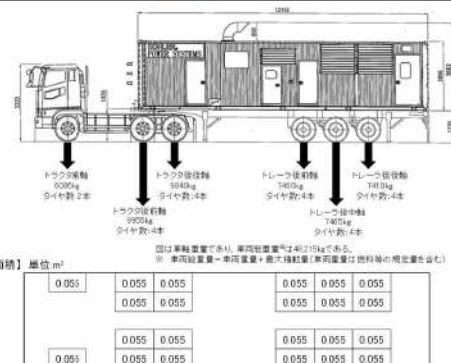 12192
SCHLING
POWER SYSTEMS
トラクタ前軸
6085kg
タイヤ数:2本
トラクタ後後軸
9840kg
タイヤ数:4本
トレーラ後前軸
7460kg
タイヤ数:4本
トレーラ後後軸
7410kg
タイヤ数:4本
トラクタ後前軸
9950kg
タイヤ数:4本
トレーラ後中軸
7465kg
タイヤ数:4本
図は車軸重量であり、車両総重量※は48,215kgである。
※ 車両総重量=車両重量+最大積載量(車両重量は燃料等の規定量を含む)
面積】 単位:m²
0.055 0.055 0.055 0.055 0.055 0.055
0.055 0.055 0.055 0.055 0.055
0.055 0.055 0.055 0.055 0.055
0.055 0.055 0.055 0.055 0.055 0.055